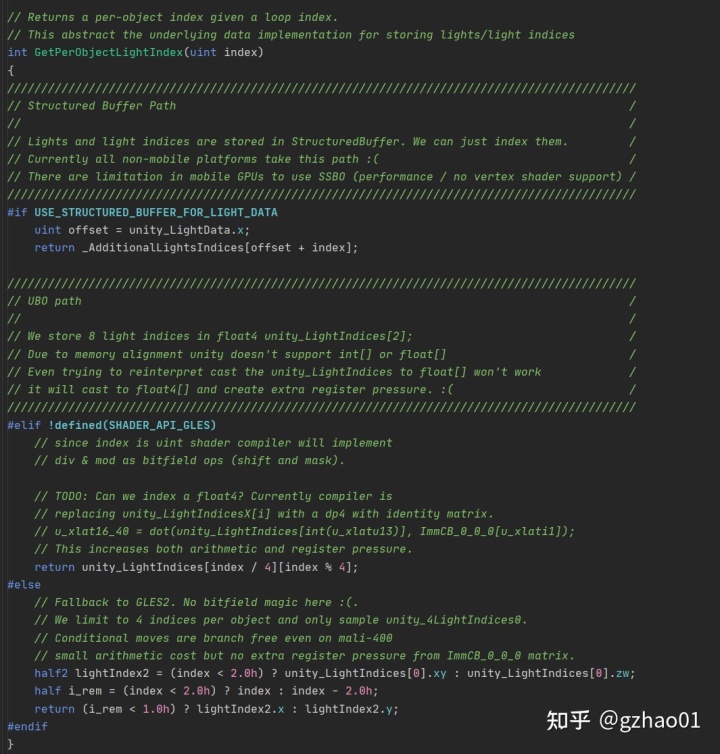 // Returns a per-object index given a loop index.
// This abstract the underlying data implementation for storing lights/light indices
int GetPerObjectLightIndex(uint index)
{
/////////////////////////////////////////////////////////////////////////////////////////////
// Structured Buffer Path                                                                   /
//                                                                                          /
// Lights and light indices are stored in StructuredBuffer. We can just index them.         /
// Currently all non-mobile platforms take this path :(                                     /
// There are limitation in mobile GPUs to use SSBO (performance / no vertex shader support) /
/////////////////////////////////////////////////////////////////////////////////////////////
#if USE_STRUCTURED_BUFFER_FOR_LIGHT_DATA
    uint offset = unity_LightData.x;
    return _AdditionalLightsIndices[offset + index];

/////////////////////////////////////////////////////////////////////////////////////////////
// UBO path                                                                                 /
//                                                                                          /
// We store 8 light indices in float4 unity_LightIndices[2];                                /
// Due to memory alignment unity doesn't support int[] or float[]                           /
// Even trying to reinterpret cast the unity_LightIndices to float[] won't work             /
// it will cast to float4[] and create extra register pressure. :(                          /
/////////////////////////////////////////////////////////////////////////////////////////////
#elif !defined(SHADER_API_GLES)
    // since index is uint shader compiler will implement
    // div & mod as bitfield ops (shift and mask).

    // TODO: Can we index a float4? Currently compiler is
    // replacing unity_LightIndicesX[i] with a dp4 with identity matrix.
    // u_xlat16_40 = dot(unity_LightIndices[int(u_xlatu13)], ImmCB_0_0_0[u_xlati1]);
    // This increases both arithmetic and register pressure.
    return unity_LightIndices[index / 4][index % 4];
#else
    // Fallback to GLES2. No bitfield magic here :(.
    // We limit to 4 indices per object and only sample unity_4LightIndices0.
    // Conditional moves are branch free even on mali-400
    // small arithmetic cost but no extra register pressure from ImmCB_0_0_0 matrix.
    half2 lightIndex2 = (index < 2.0h) ? unity_LightIndices[0].xy : unity_LightIndices[0].zw;
    half i_rem = (index < 2.0h) ? index : index - 2.0h;
    return (i_rem < 1.0h) ? lightIndex2.x : lightIndex2.y;
#endif
}
知乎 @gzhao01